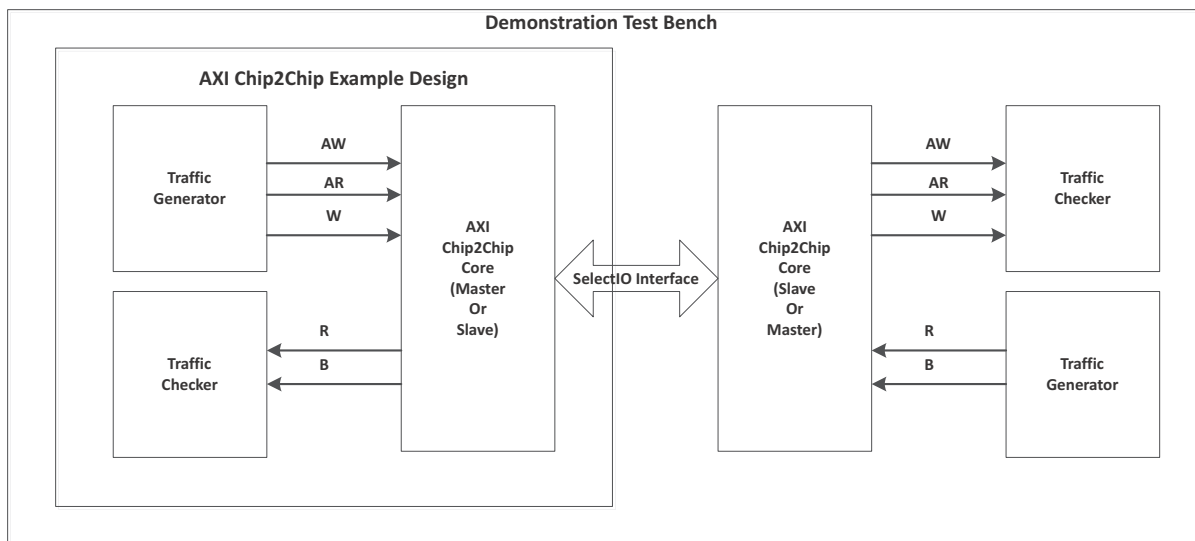 Demonstration Test Bench
AXI Chip2Chip Example Design
Traffic
Generator
AW
AR
W
AXI
Chip2Chip
Core
(Master
Or
Slave)
Traffic
Checker
R
B
SelectIO Interface
AXI
Chip2Chip
Core
(Slave
Or
Master)
AW
AR
W
Traffic
Checker
R
B
Traffic
Generator